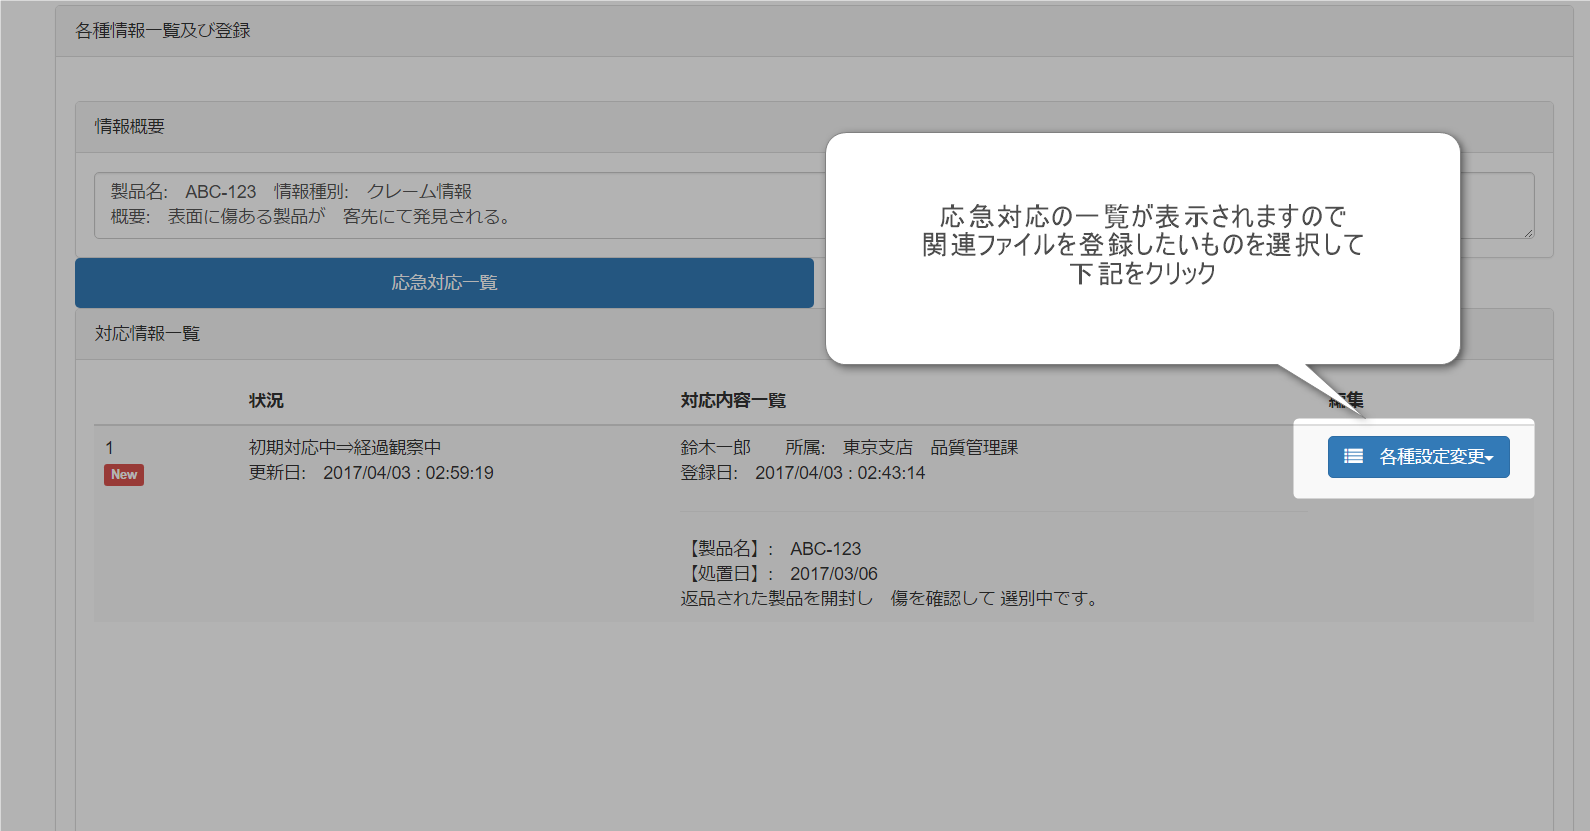 各種情報一覧及び登録
情報概要
製品名:　ABC-123　情報種別:　クレーム情報
概要:　表面に傷ある製品が　客先にて発見される。
応急対応の一覧が表示されますので
関連ファイルを登録したいものを選択して
下記をクリック
応急対応一覧
対応情報一覧
状況
対応内容一覧
編集
1
New
初期対応中⇒経過観察中
更新日:　2017/04/03 : 02:59:19
鈴木一郎　　所属:　東京支店　品質管理課
登録日:　2017/04/03 : 02:43:14
各種設定変更
【製品名】:　ABC-123
【処置日】:　2017/03/06
返品された製品を開封し　傷を確認して 選別中です。